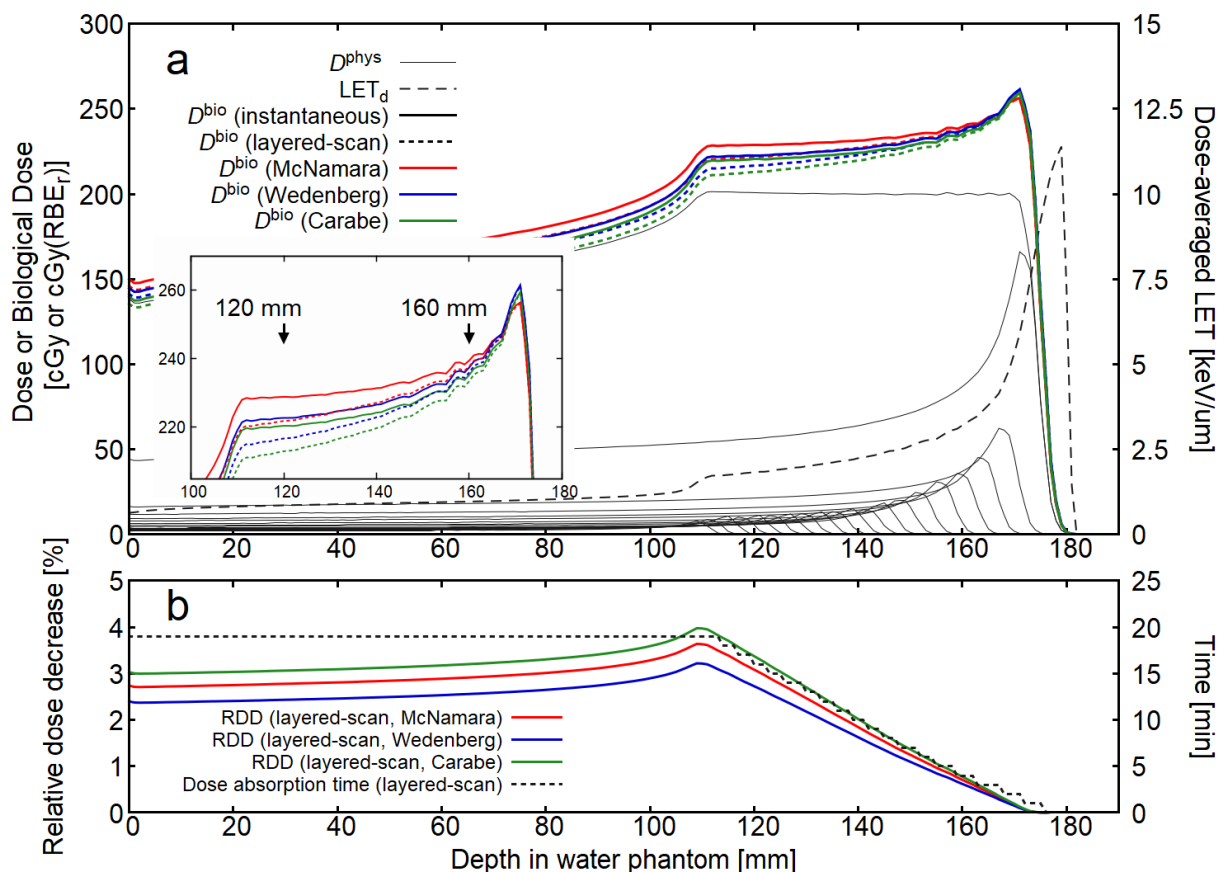 a
Dose or Biological Dose
[cGy or cGy(RBEr)]
300
250
200
150
100
50
0
Dphys
LETd
Dbio (instantaneous)
Dbio (layered-scan)
Dbio (McNamara)
Dbio (Wedenberg)
Dbio (Carabe)
260
240
220
120 mm
160 mm
100 120 140 160 180
15
12.5
10
7.5
5
2.5
0
Dose-averaged LET [keV/um]
0 20 40 60 80 100 120 140 160 180
b
Relative dose decrease [%]
5
4
3
2
1
0
RDD (layered-scan, McNamara)
RDD (layered-scan, Wedenberg)
RDD (layered-scan, Carabe)
Dose absorption time (layered-scan)
25
20
15
10
5
0
Time [min]
0 20 40 60 80 100 120 140 160 180
Depth in water phantom [mm]